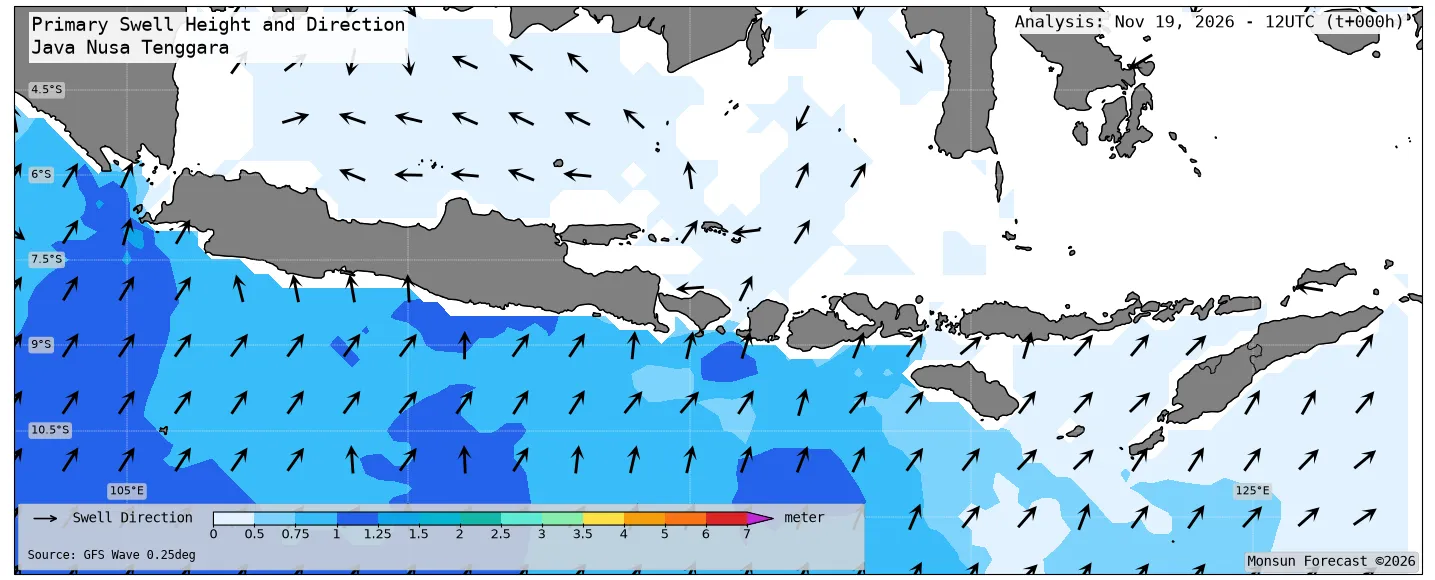 Primary Swell Height and Direction
Java Nusa Tenggara
Analysis: Nov 19, 2026 - 12UTC (t+000h)
4.5°S
6°S
7.5°S
9°S
10.5°S
105°E
125°E
Swell Direction
0 0.5 0.75 1 1.25 1.5 2 2.5 3 3.5 4 5 6 7
meter
Source: GFS Wave 0.25deg
Monsun Forecast ©2026